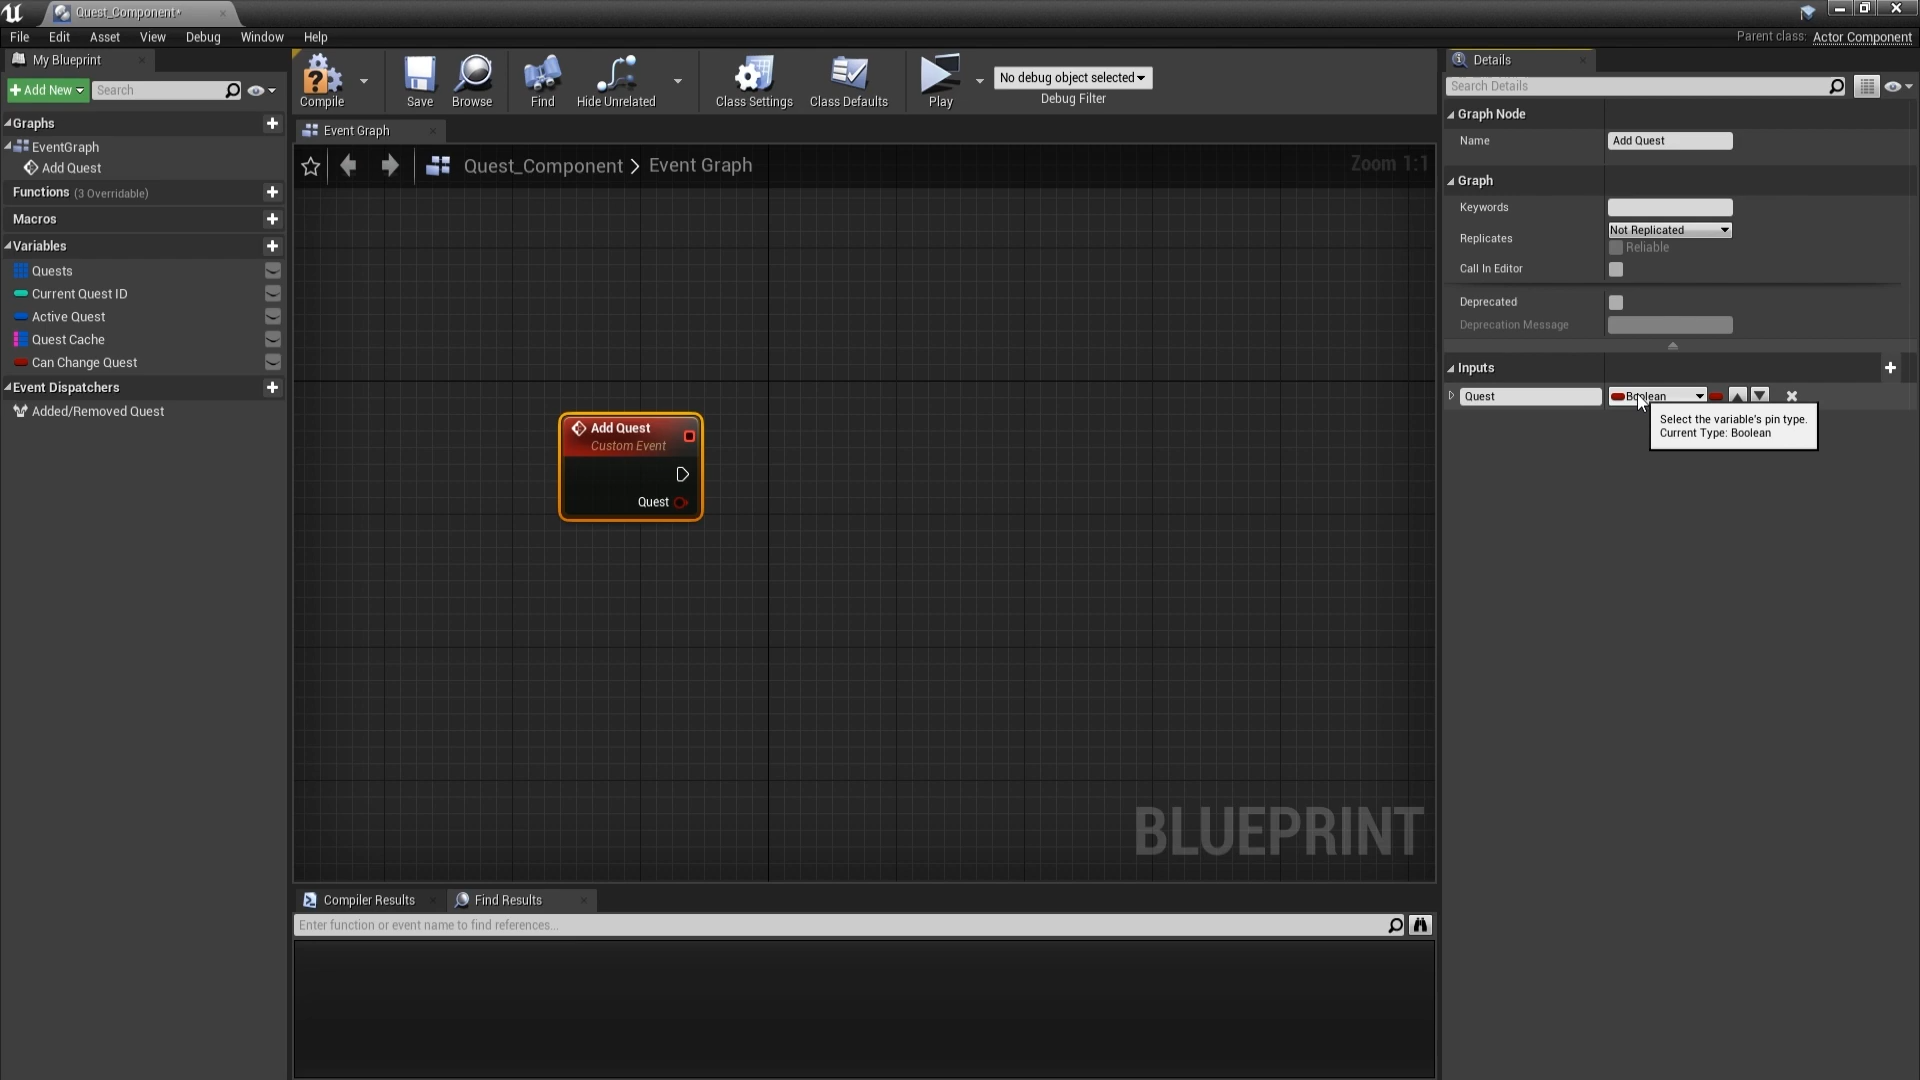 Quest_Component*
File Edit Asset View Debug Window Help
Parent class: Actor Component
My Blueprint
Add New
Search
Graphs
EventGraph
Add Quest
Functions (3 Overridable)
Macros
Variables
Quests
Current Quest ID
Active Quest
Quest Cache
Can Change Quest
Event Dispatchers
Added/Removed Quest
Compile
Save
Browse
Find
Hide Unrelated
Class Settings
Class Defaults
Play
No debug object selected
Debug Filter
Event Graph
Quest_Component > Event Graph
Zoom 1:1
Add Quest
Custom Event
Quest
BLUEPRINT
Compiler Results
Find Results
Enter function or event name to find references...
Details
Search Details
Graph Node
Name Add Quest
Graph
Keywords
Replicates Not Replicated
Reliable
Call In Editor
Deprecated
Deprecation Message
Inputs
Quest Boolean
Select the variable's pin type.
Current Type: Boolean